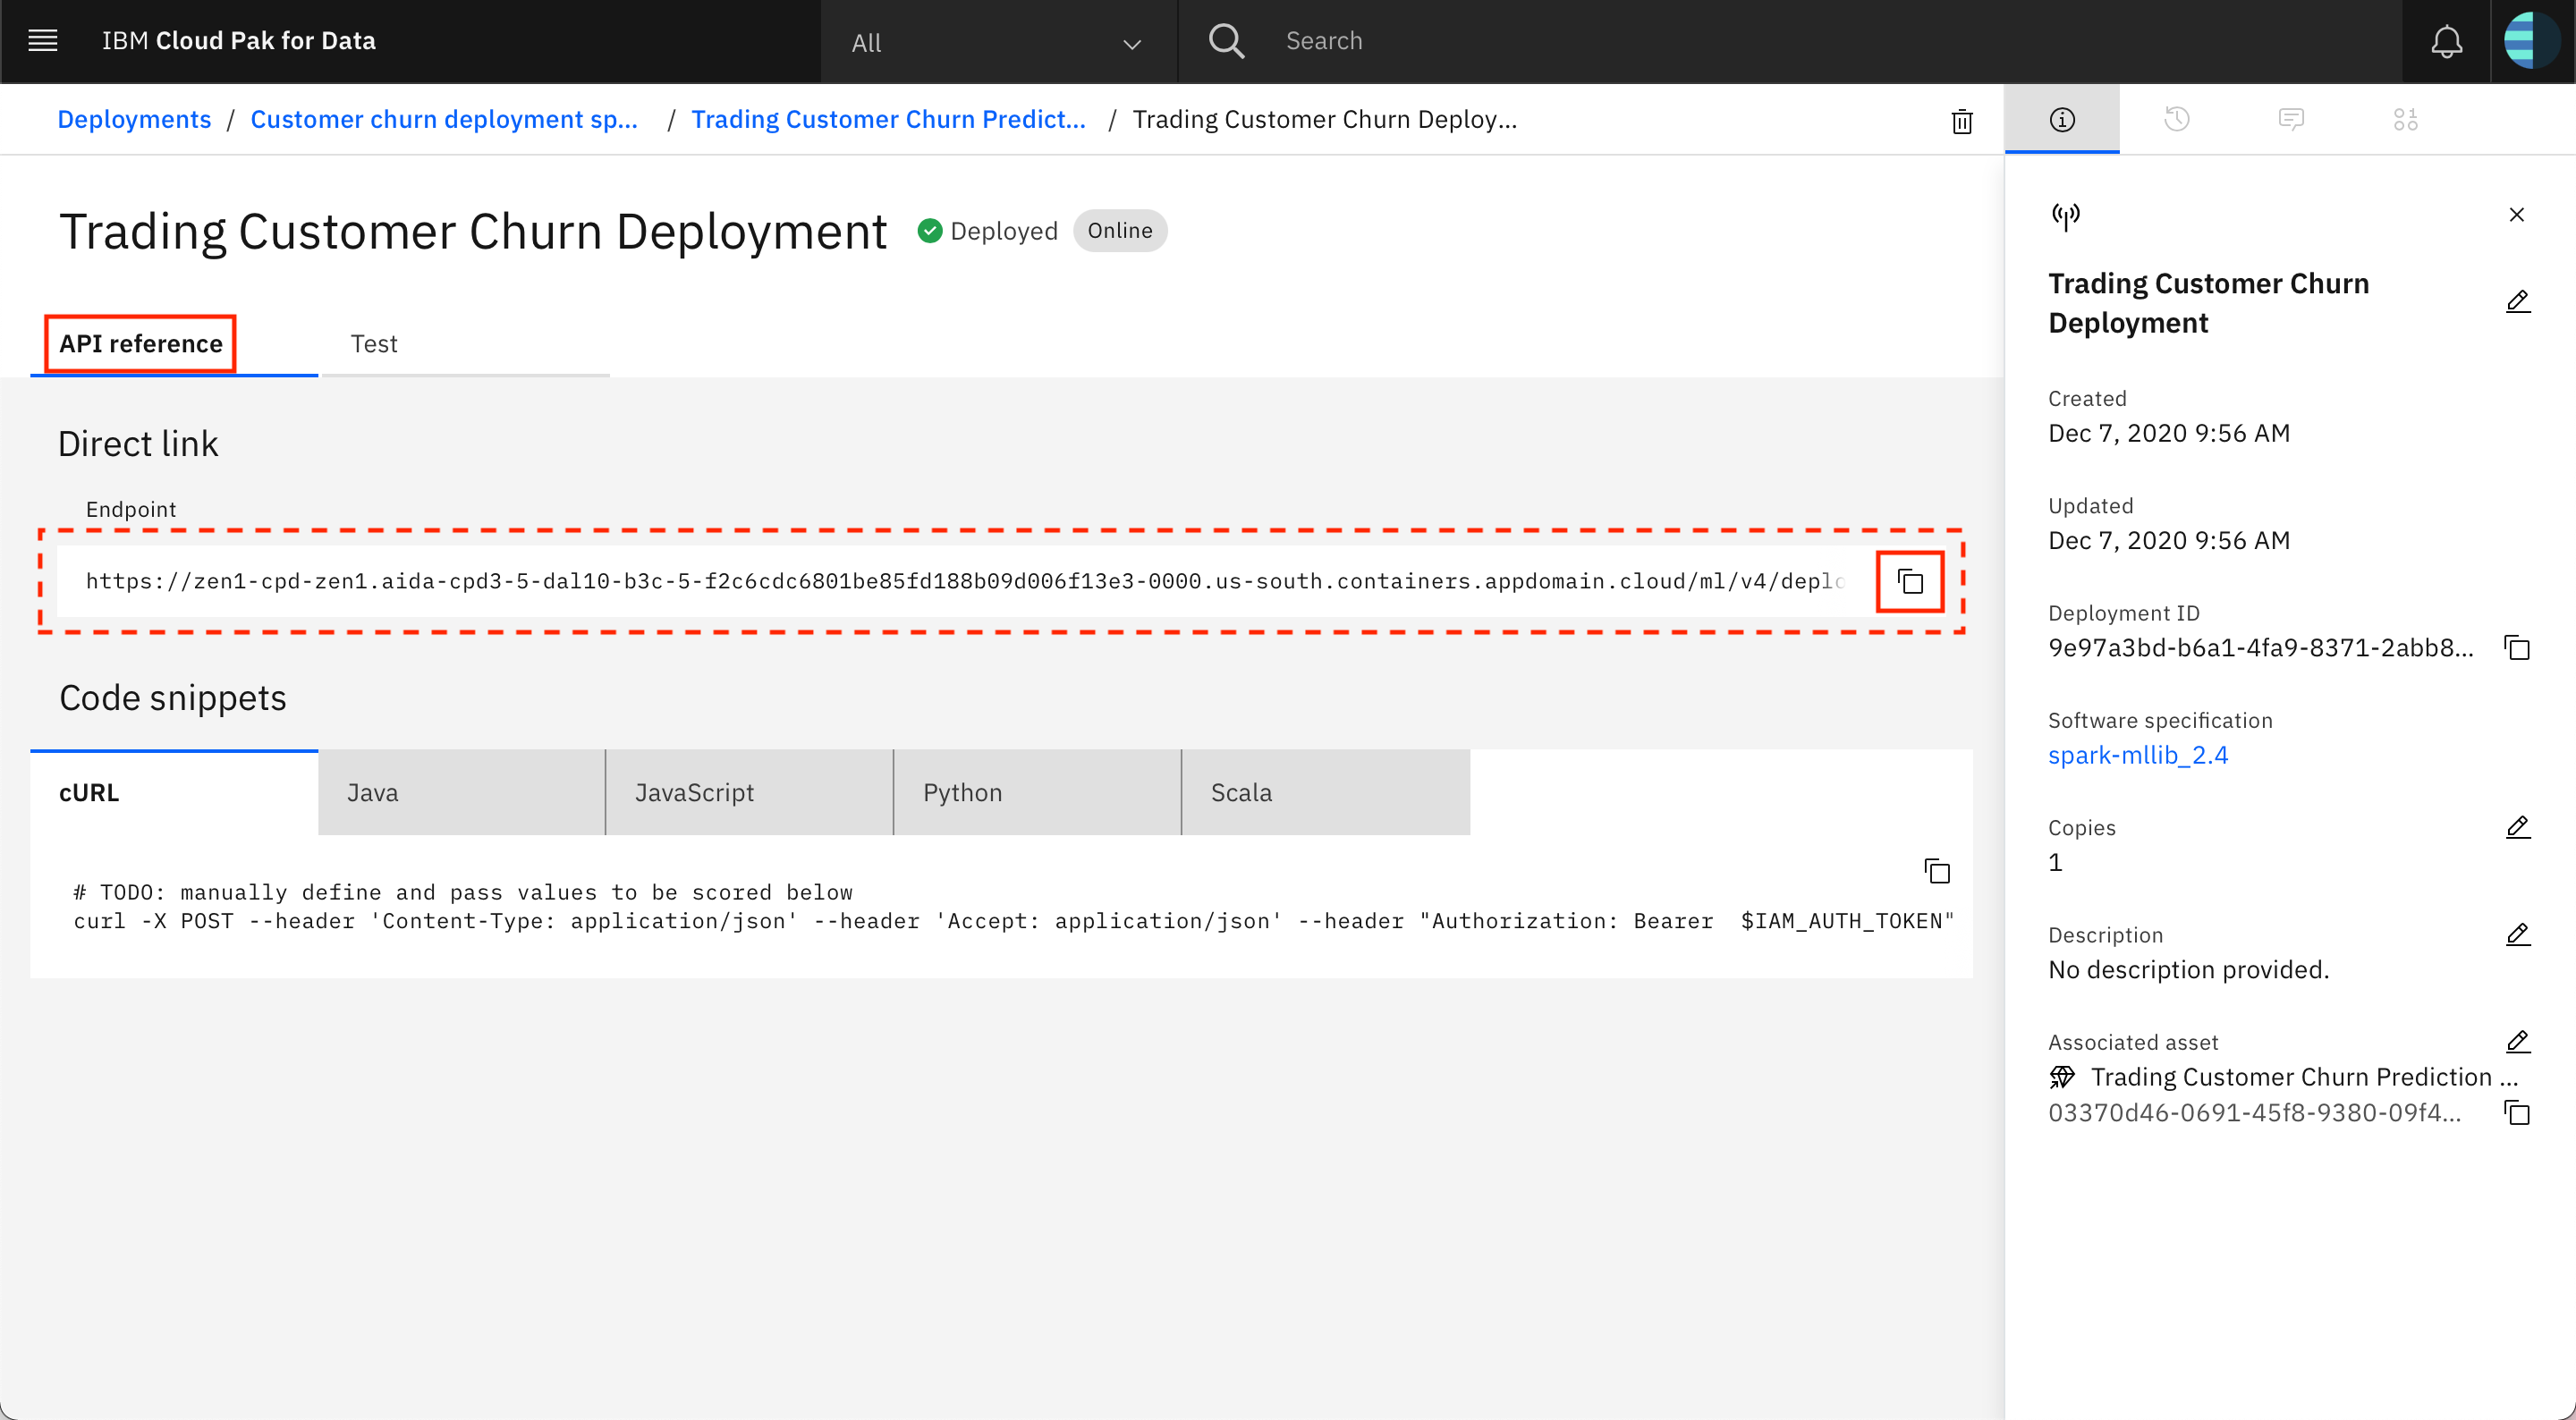 IBM Cloud Pak for Data
All
Search
Deployments / Customer churn deployment sp... / Trading Customer Churn Predict... / Trading Customer Churn Deploy...
Trading Customer Churn Deployment
Deployed
Online
API reference
Test
Direct link
Endpoint
https://zen1-cpd-zen1.aida-cpd3-5-dal10-b3c-5-f2c6cdc6801be85fd188b09d006f13e3-0000.us-south.containers.appdomain.cloud/ml/v4/deplo
Code snippets
cURL
Java
JavaScript
Python
Scala
# TODO: manually define and pass values to be scored below
curl -X POST --header 'Content-Type: application/json' --header 'Accept: application/json' --header "Authorization: Bearer  $IAM_AUTH_TOKEN"
Trading Customer Churn
Deployment
Created
Dec 7, 2020 9:56 AM
Updated
Dec 7, 2020 9:56 AM
Deployment ID
9e97a3bd-b6a1-4fa9-8371-2abb8...
Software specification
spark-mllib_2.4
Copies
1
Description
No description provided.
Associated asset
Trading Customer Churn Prediction ...
03370d46-0691-45f8-9380-09f4...